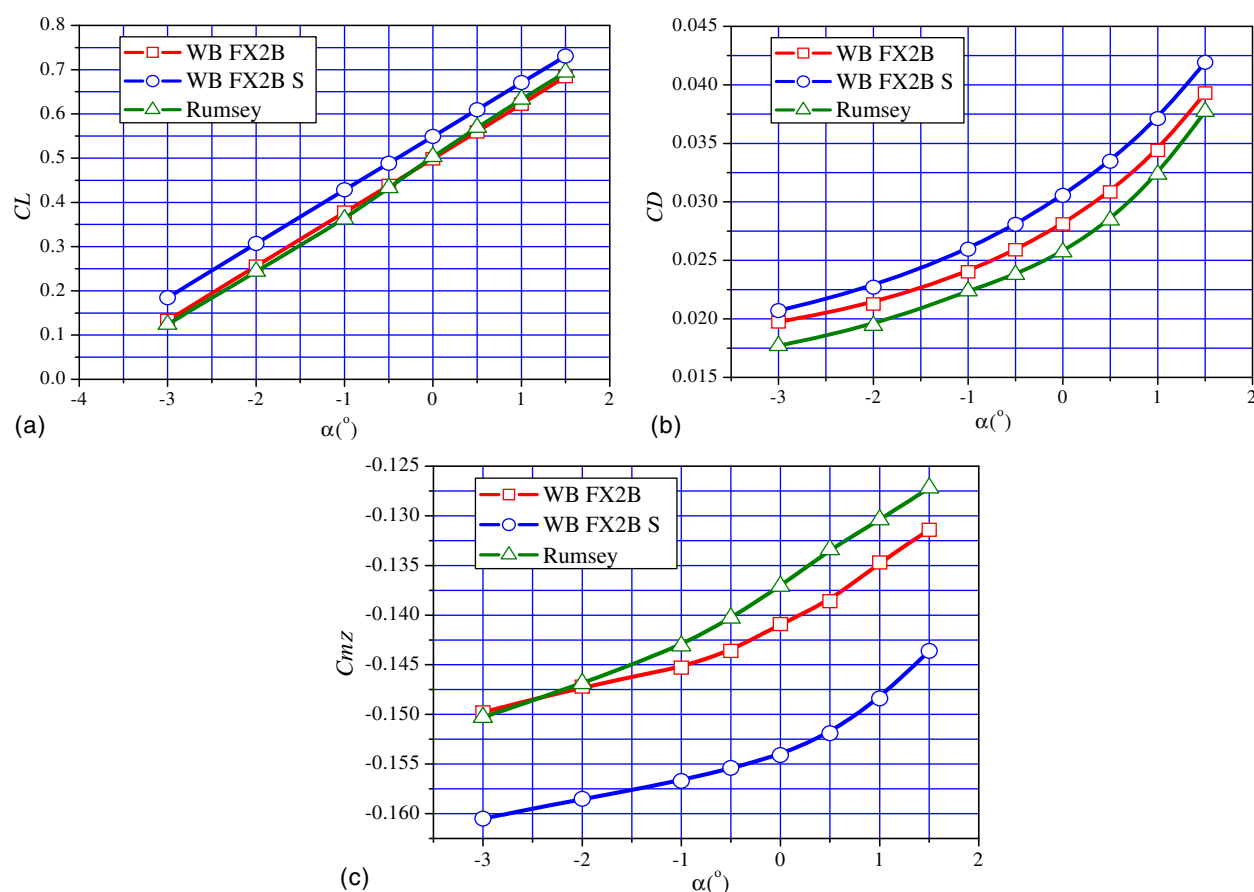 0.8
0.7
0.6
0.5
0.4
0.3
0.2
0.1
0.0
CL
WB FX2B
WB FX2B S
Rumsey
-4 -3 -2 -1 0 1 2
α(°)
(a)
0.045
0.040
0.035
0.030
0.025
0.020
0.015
CD
WB FX2B
WB FX2B S
Rumsey
-3 -2 -1 0 1 2
α(°)
(b)
-0.125
-0.130
-0.135
-0.140
-0.145
-0.150
-0.155
-0.160
Cmz
WB FX2B
WB FX2B S
Rumsey
-3 -2 -1 0 1 2
α(°)
(c)